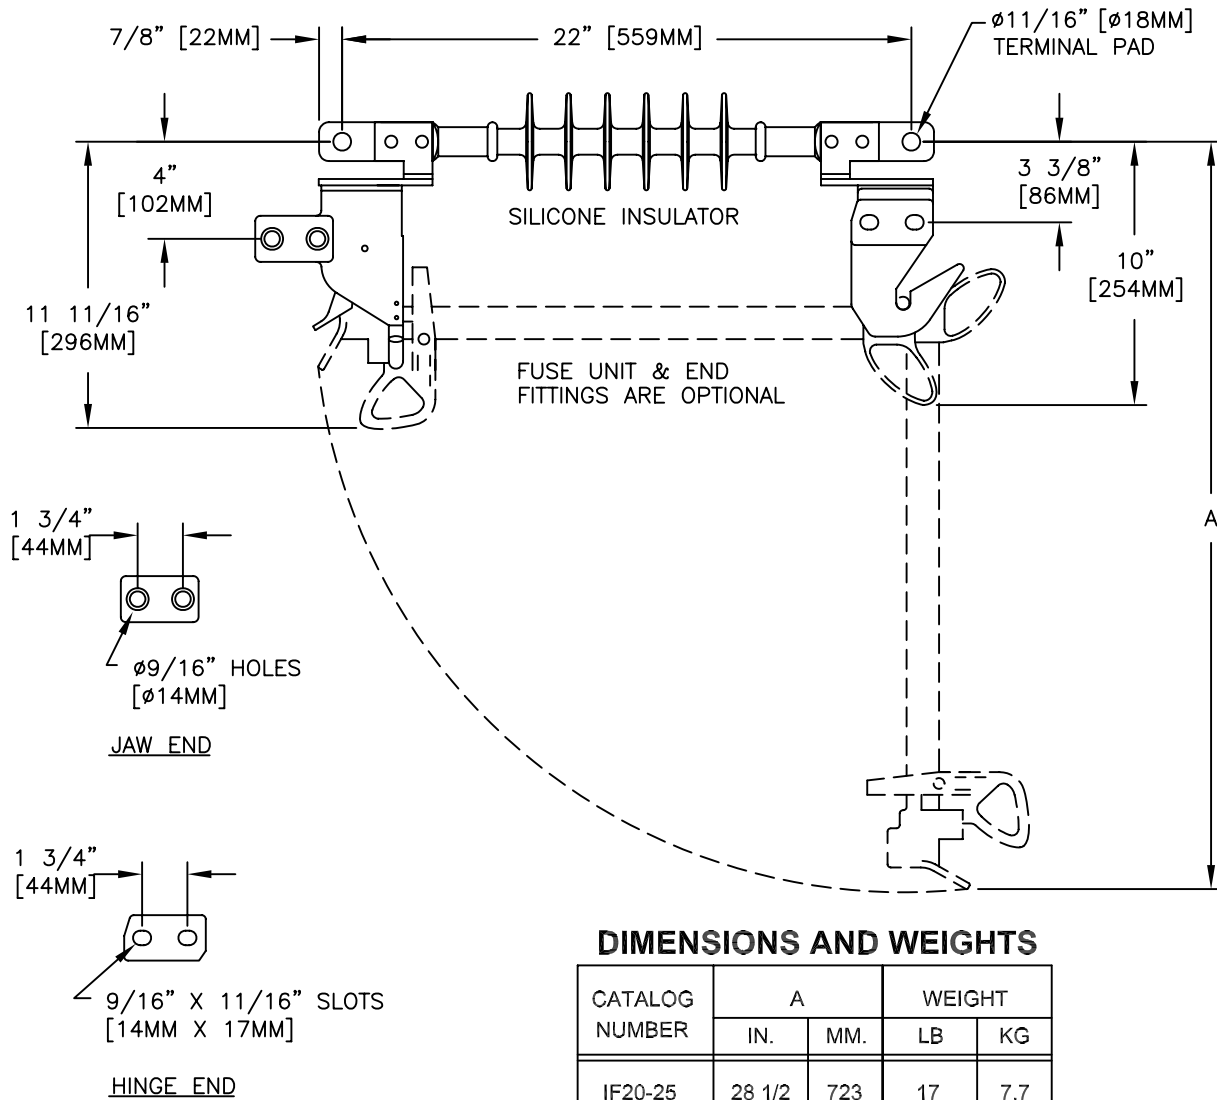 7/8” [22MM]
22” [559MM]
ø11/16” [ø18MM]
TERMINAL PAD
4”
[102MM]
3 3/8”
[86MM]
SILICONE INSULATOR
10”
[254MM]
11 11/16”
[296MM]
FUSE UNIT & END
FITTINGS ARE OPTIONAL
1 3/4”
[44MM]
A
ø9/16” HOLES
[ø14MM]
JAW END
1 3/4”
[44MM]
9/16” X 11/16” SLOTS
[14MM X 17MM]
HINGE END
DIMENSIONS AND WEIGHTS
CATALOG NUMBER A WEIGHT
IN. MM. LB KG
IF20-25 28 1/2 723 17 7.7